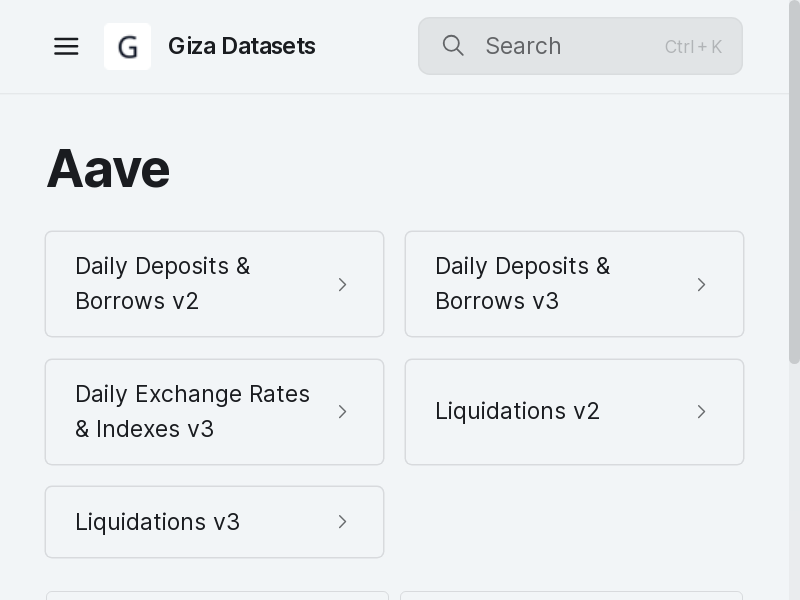 G Giza Datasets
Search Ctrl + K
Aave
Daily Deposits &
Borrows v2
Daily Deposits &
Borrows v3
Daily Exchange Rates
& Indexes v3
Liquidations v2
Liquidations v3